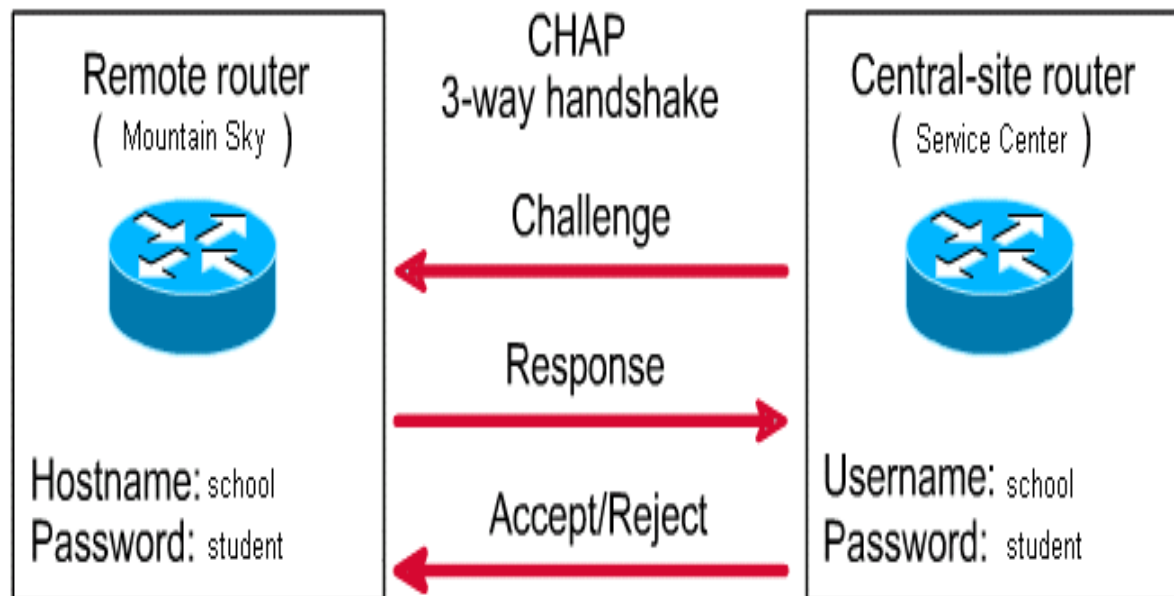 Remote router
( Mountain Sky )
Hostname: school
Password: student
CHAP
3-way handshake
Challenge
Response
Accept/Reject
Central-site router
( Service Center )
Username: school
Password: student